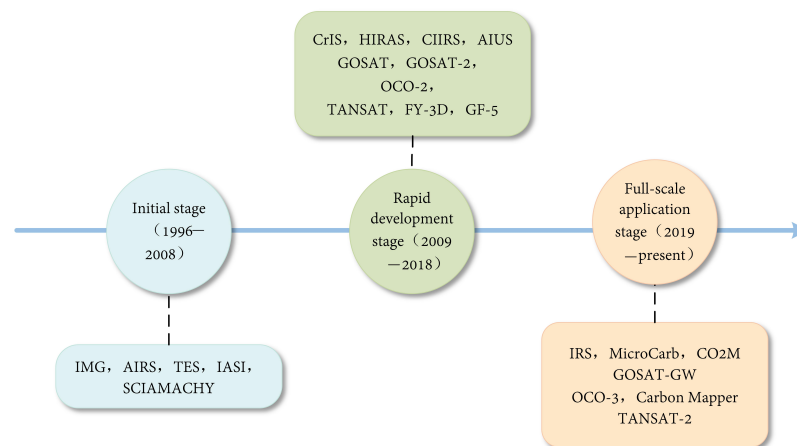 CrIS，HIRAS，CIIRS，AIUS
GOSAT，GOSAT-2，
OCO-2，
TANSAT，FY-3D，GF-5
Initial stage
（1996—
2008）
Rapid
development
stage（2009
—2018）
Full-scale
application
stage（2019
—present）
IMG，AIRS，TES，IASI，
SCIAMACHY
IRS，MicroCarb，CO2M
GOSAT-GW
OCO-3，Carbon Mapper
TANSAT-2